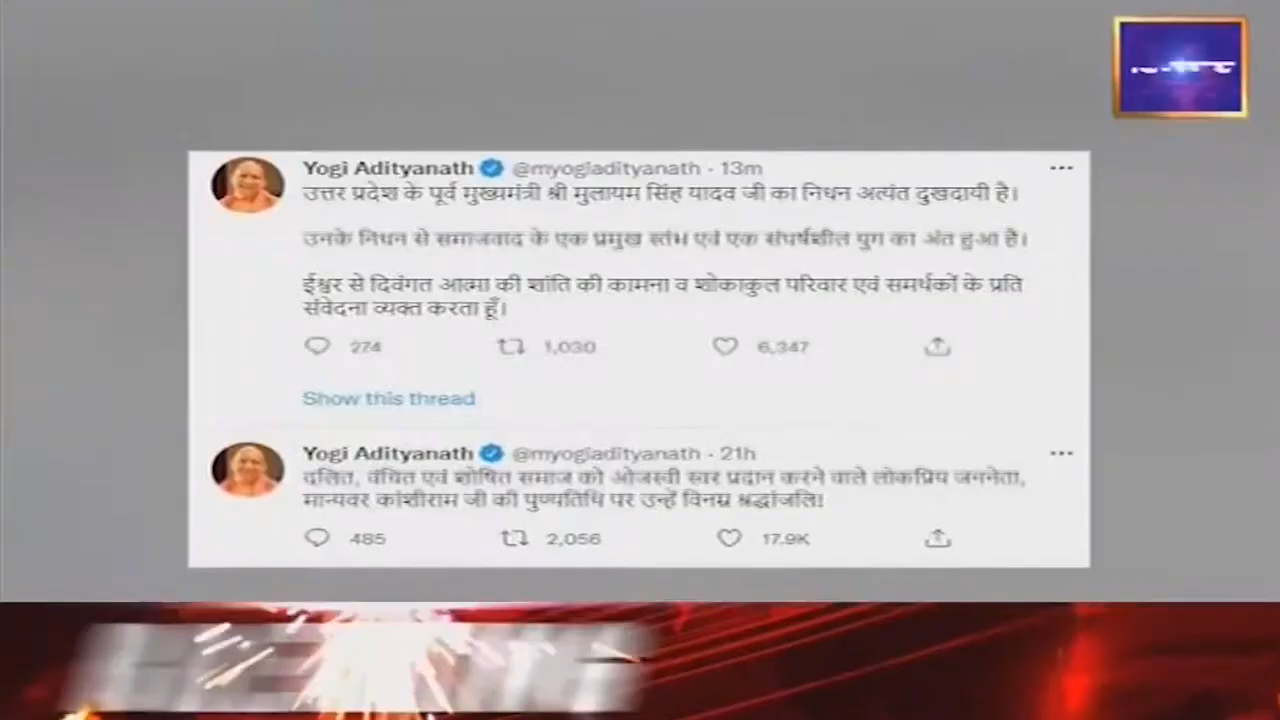 Yogi Adityanath @myogiadityanath · 13m
उत्तर प्रदेश के पूर्व मुख्यमंत्री श्री मुलायम सिंह यादव जी का निधन अत्यंत दुखदायी है।
उनके निधन से समाजवाद के एक प्रमुख स्तंभ एवं एक संघर्षशील युग का अंत हुआ है।
ईश्वर से दिवंगत आत्मा की शांति की कामना व शोकाकुल परिवार एवं समर्थकों के प्रति
संवेदना व्यक्त करता हूँ।
274 1,030 6,347
Show this thread
Yogi Adityanath @myogiadityanath · 21h
दलित, वंचित एवं शोषित समाज को ओजस्वी स्वर प्रदान करने वाले लोकप्रिय जननेता,
मान्यवर कांशीराम जी की पुण्यतिथि पर उन्हें विनम्र श्रद्धांजलि!
485 2,056 17.9K